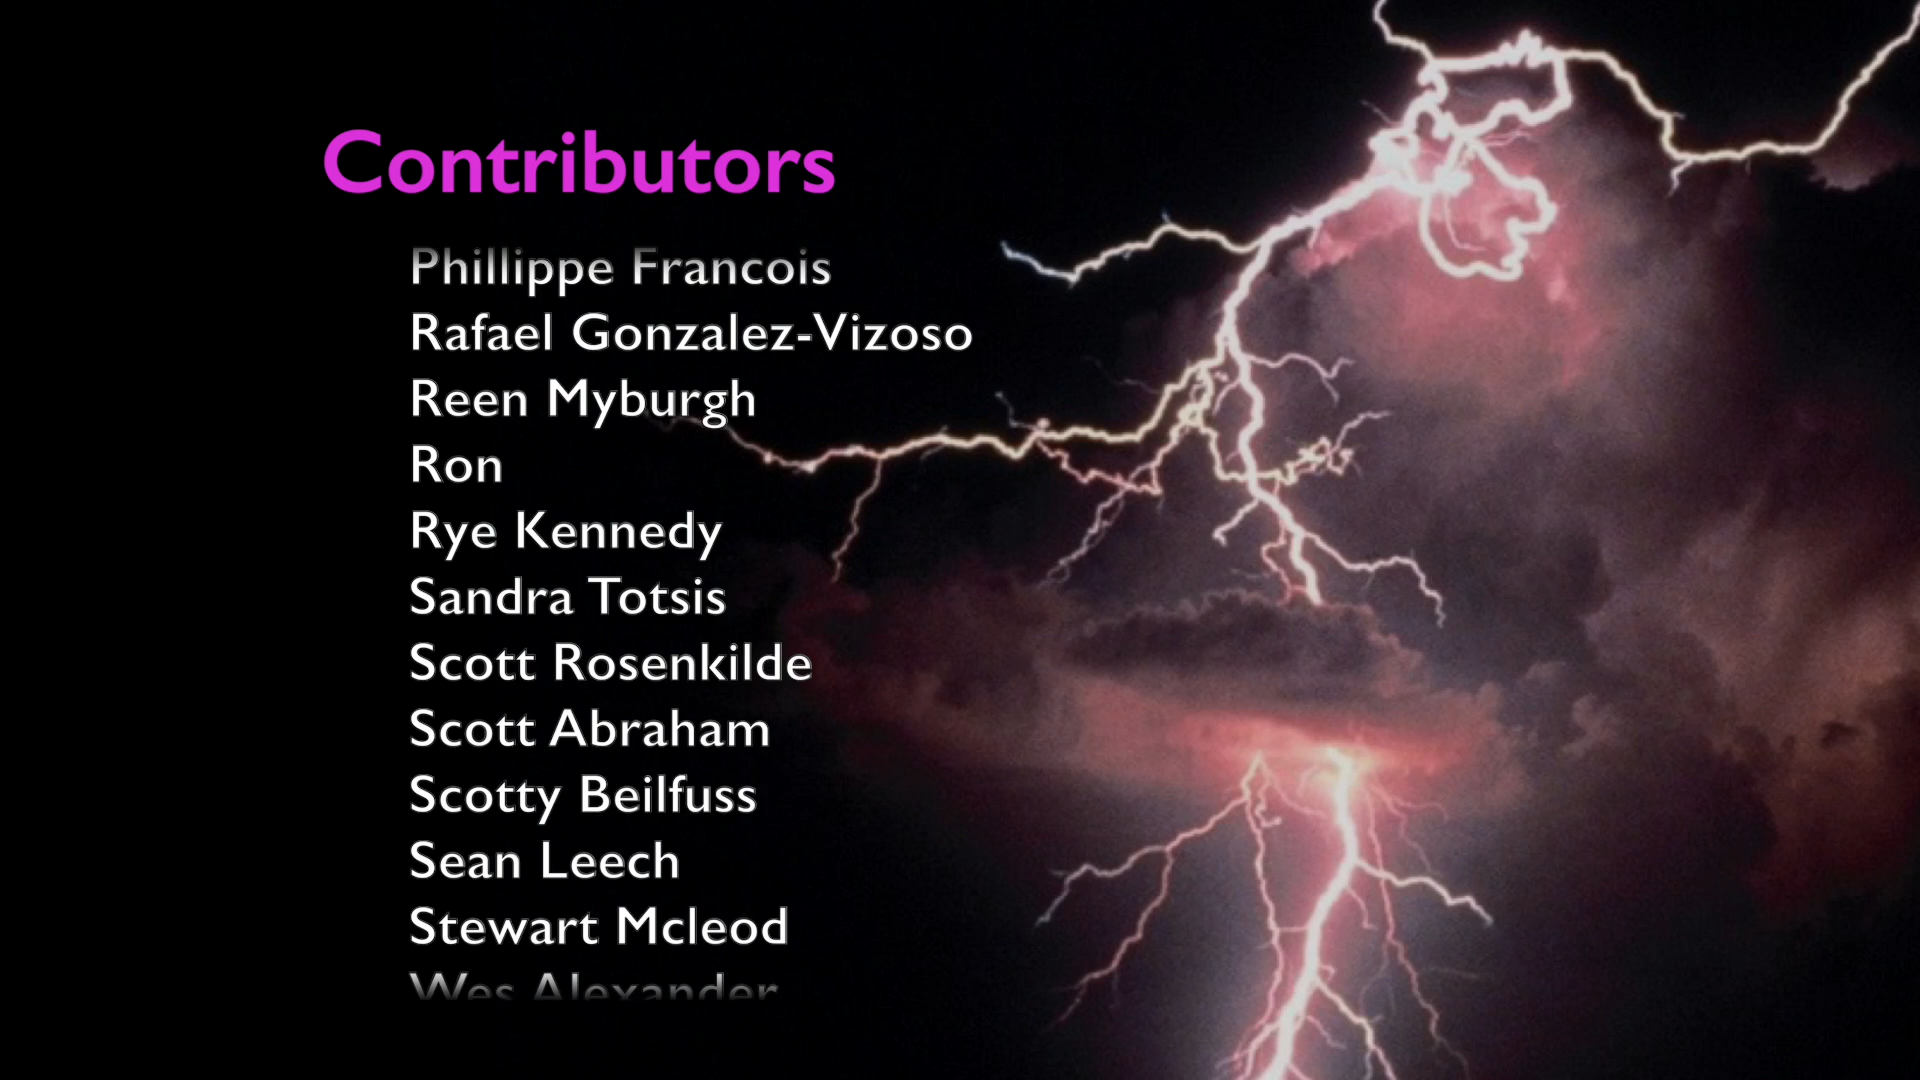 Contributors
Phillippe Francois
Rafael Gonzalez-Vizoso
Reen Myburgh
Ron
Rye Kennedy
Sandra Totsis
Scott Rosenkilde
Scott Abraham
Scotty Beilfuss
Sean Leech
Stewart Mcleod
Wes Alexander